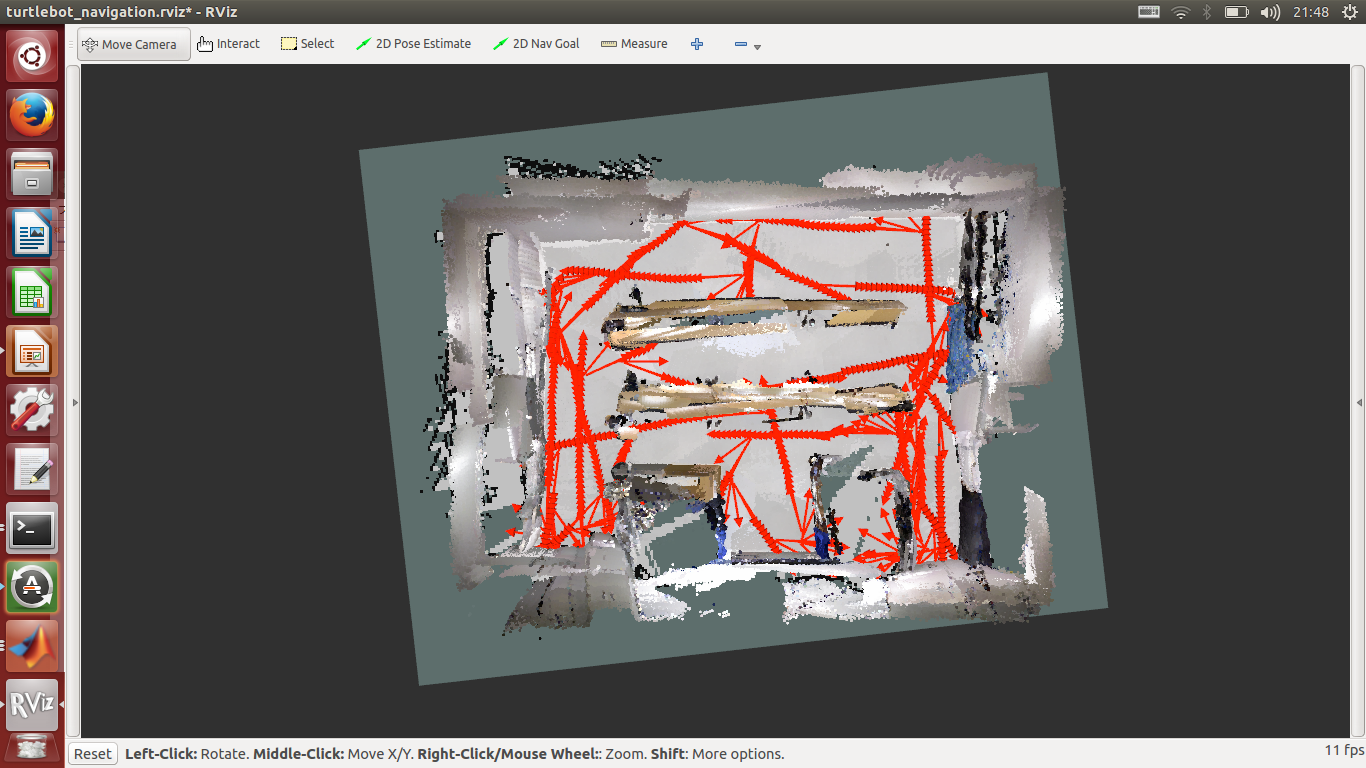 turtlebot_navigation.rviz* - RViz
21:48
Move Camera
Interact
Select
2D Pose Estimate
2D Nav Goal
Measure
RViz
Reset
Left-Click: Rotate. Middle-Click: Move X/Y. Right-Click/Mouse Wheel:: Zoom. Shift: More options.
11 fps